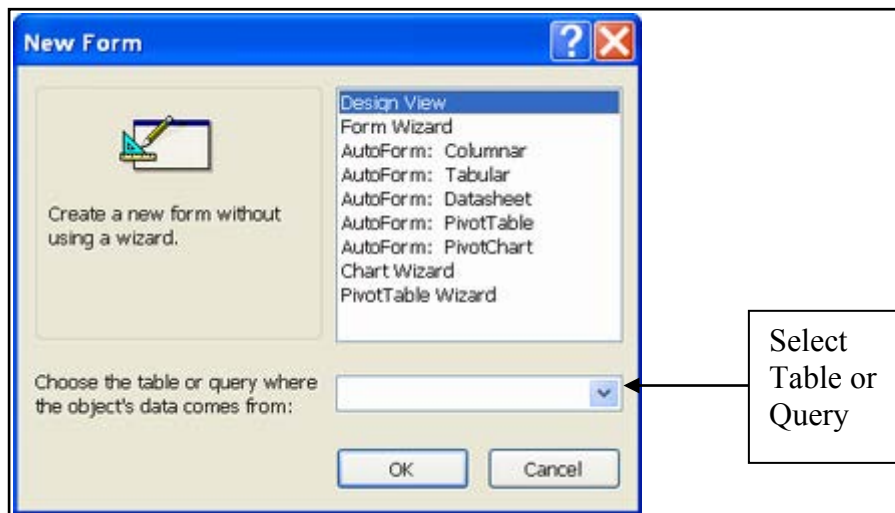 New Form
Design View
Form Wizard
AutoForm: Columnar
AutoForm: Tabular
AutoForm: Datasheet
AutoForm: PivotTable
AutoForm: PivotChart
Chart Wizard
PivotTable Wizard
Create a new form without
using a wizard.
Choose the table or query where
the object's data comes from:
OK
Cancel
Select
Table or
Query